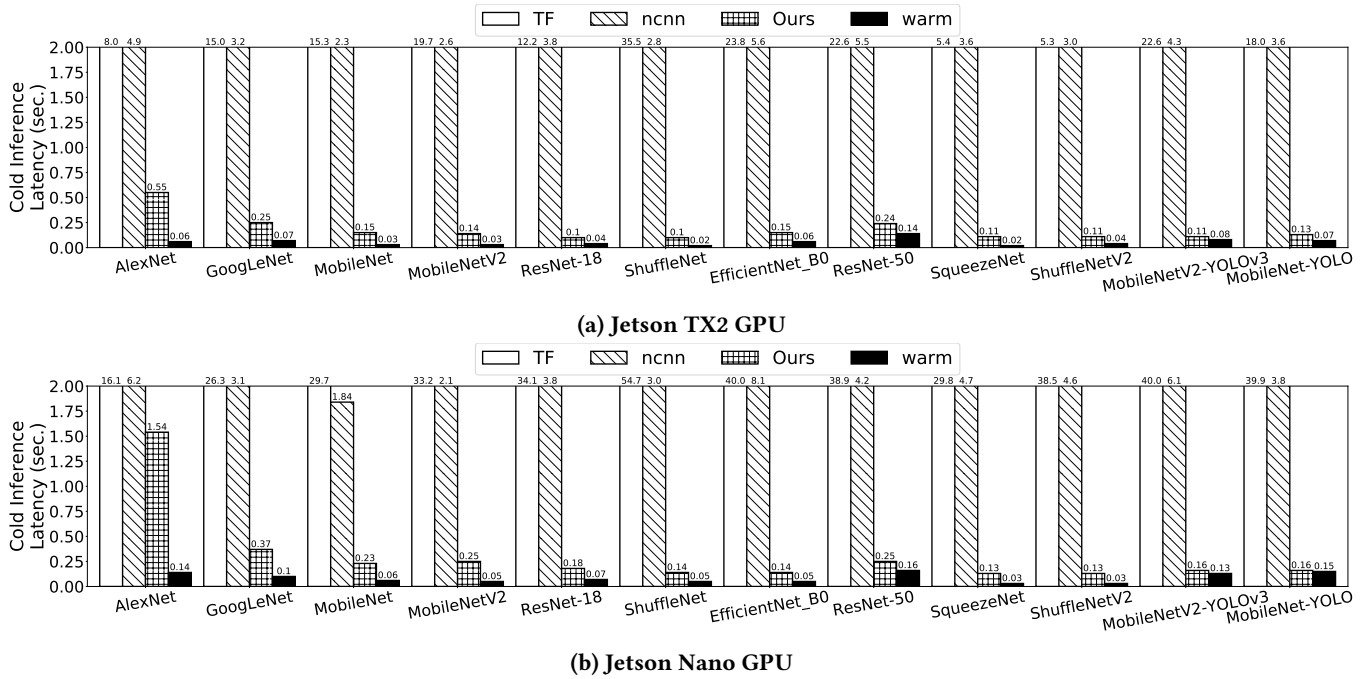 TF ncnn Ours warm
8.0 4.9 15.0 3.2 15.3 2.3 19.7 2.6 12.2 3.8 35.5 2.8 23.8 5.6 22.6 5.5 5.4 3.6 5.3 3.0 22.6 4.3 18.0 3.6
Cold Inference
Latency (sec.)
2.00
1.75
1.50
1.25
1.00
0.75
0.50
0.25
0.00
0.55 0.06 0.25 0.07 0.15 0.03 0.14 0.03 0.1 0.04 0.1 0.02 0.15 0.06 0.24 0.14 0.11 0.02 0.11 0.04 0.11 0.08 0.13 0.07
AlexNet GoogLeNet MobileNet MobileNetV2 ResNet-18 ShuffleNet EfficientNet_B0 ResNet-50 SqueezeNet ShuffleNetV2 MobileNetV2-YOLOv3 MobileNet-YOLO
(a) Jetson TX2 GPU
TF ncnn Ours warm
16.1 6.2 26.3 3.1 29.7 33.2 2.1 34.1 3.8 54.7 3.0 40.0 8.1 38.9 4.2 29.8 4.7 38.5 4.6 40.0 6.1 39.9 3.8
Cold Inference
Latency (sec.)
2.00
1.75
1.50
1.25
1.00
0.75
0.50
0.25
0.00
1.54 0.14 0.37 0.1 1.84 0.23 0.06 0.25 0.05 0.18 0.07 0.14 0.05 0.14 0.05 0.25 0.16 0.13 0.03 0.13 0.03 0.16 0.13 0.16 0.15
AlexNet GoogLeNet MobileNet MobileNetV2 ResNet-18 ShuffleNet EfficientNet_B0 ResNet-50 SqueezeNet ShuffleNetV2 MobileNetV2-YOLOv3 MobileNet-YOLO
(b) Jetson Nano GPU